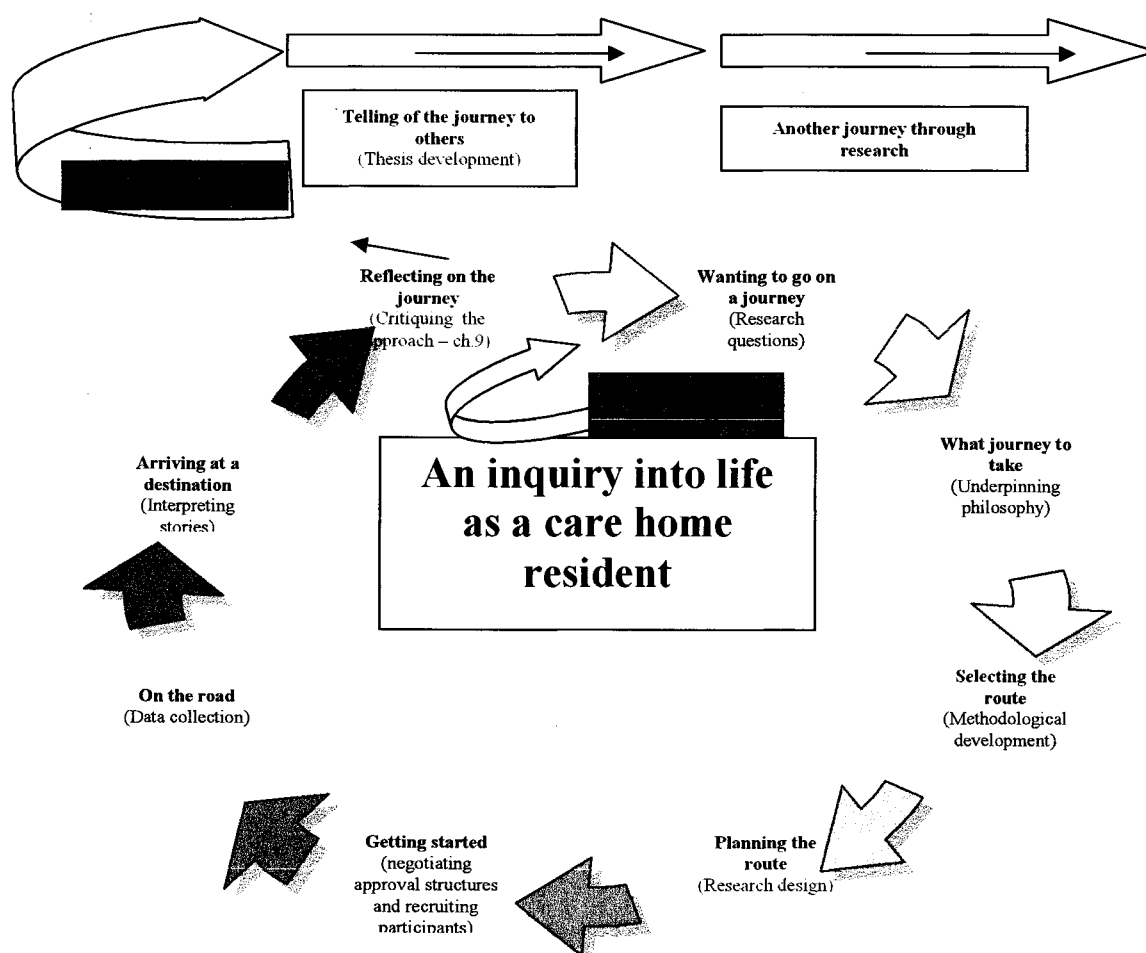 Telling of the journey to
others
(Thesis development)
Another journey through
research
Reflecting on the
journey
(Critiquing the
approach – ch.9)
Wanting to go on
a journey
(Research
questions)
What journey to
take
(Underpinning
philosophy)
Selecting the
route
(Methodological
development)
Planning the
route
(Research design)
Getting started
(negotiating
approval structures
and recruiting
participants)
On the road
(Data collection)
Arriving at a
destination
(Interpreting
stories)
An inquiry into life
as a care home
resident